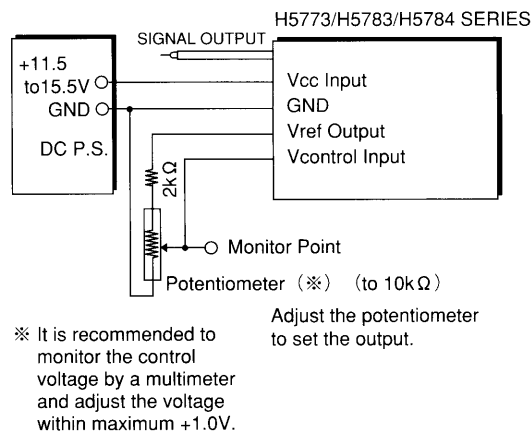 H5773/H5783/H5784 SERIES
SIGNAL OUTPUT
+11.5
to15.5V
GND
DC P.S.
Vcc Input
GND
Vref Output
Vcontrol Input
2kΩ
Monitor Point
Potentiometer (※) (to 10kΩ)
Adjust the potentiometer
to set the output.
※ It is recommended to
monitor the control
voltage by a multimeter
and adjust the voltage
within maximum +1.0V.